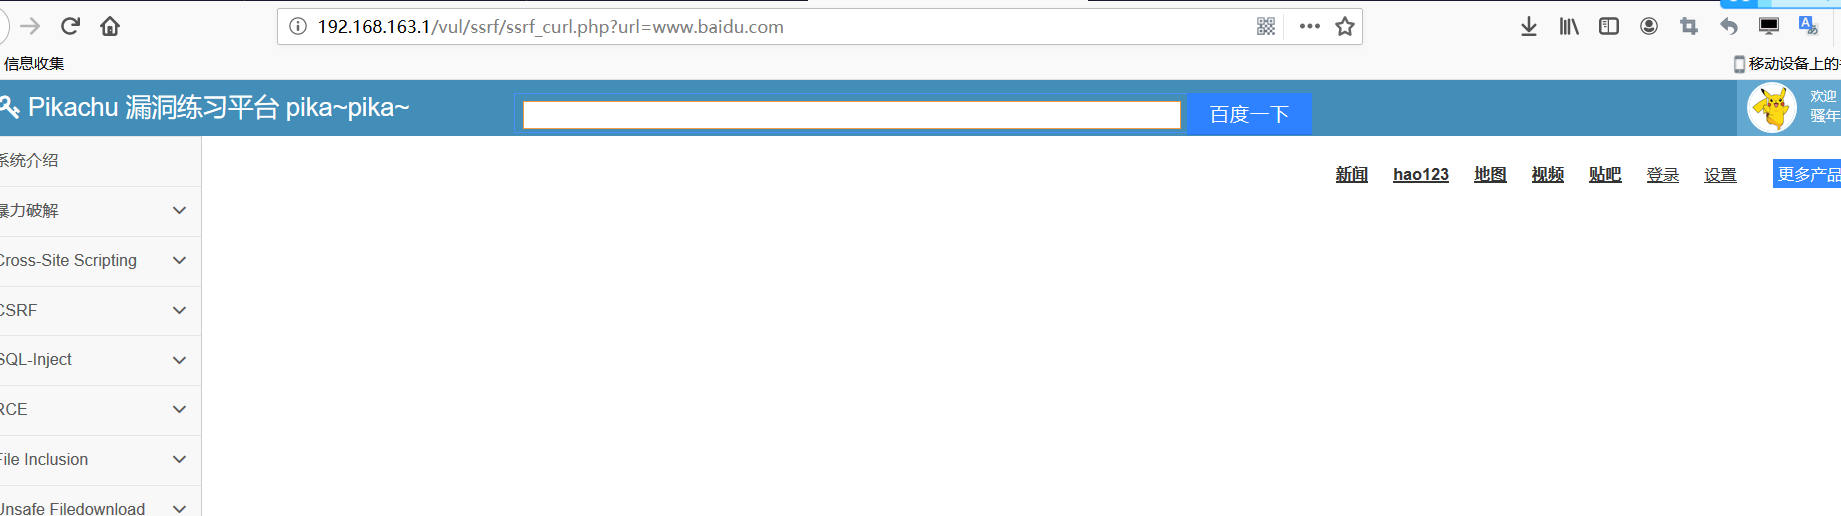 192.168.163.1/vul/ssrf/ssrf_curl.php?url=www.baidu.com
信息收集
移动设备上的
Pikachu 漏洞练习平台 pika~pika~
百度一下
欢迎
骚年
系统介绍
新闻 hao123 地图 视频 贴吧 登录 设置 更多产品
暴力破解
Cross-Site Scripting
CSRF
SQL-Inject
RCE
File Inclusion
Unsafe Filedownload